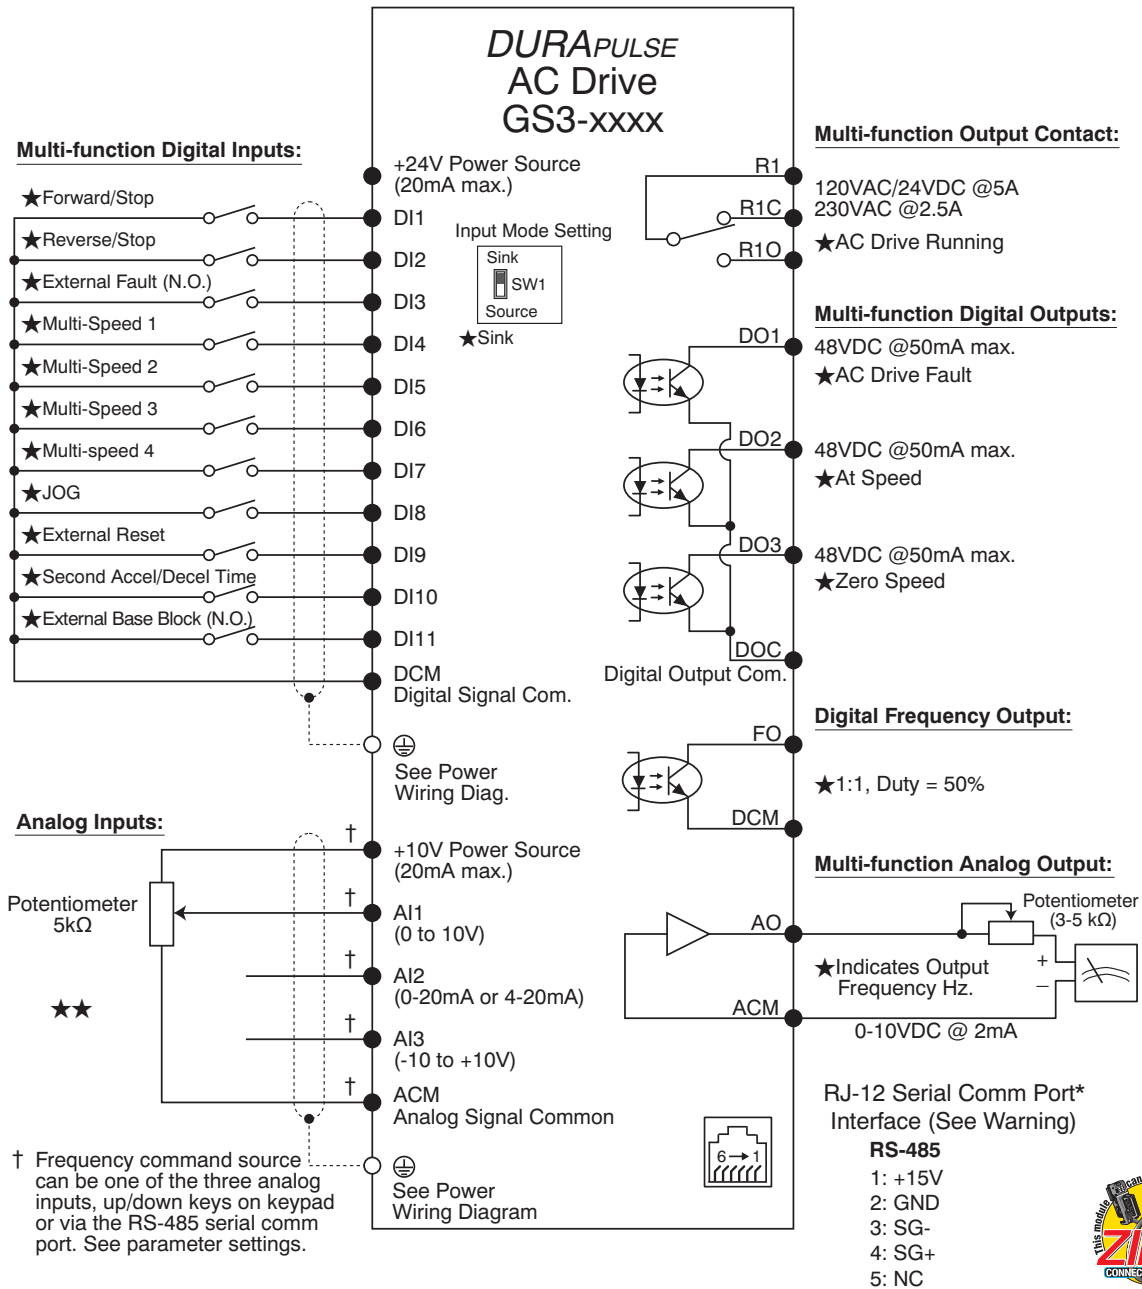 DURAPULSE
AC Drive
GS3-xxxx
Multi-function Digital Inputs:
★Forward/Stop
★Reverse/Stop
★External Fault (N.O.)
★Multi-Speed 1
★Multi-Speed 2
★Multi-Speed 3
★Multi-speed 4
★JOG
★External Reset
★Second Accel/Decel Time
★External Base Block (N.O.)
+24V Power Source
(20mA max.)
DI1
DI2
DI3
DI4
DI5
DI6
DI7
DI8
DI9
DI10
DI11
DCM
Digital Signal Com.
See Power
Wiring Diag.
Input Mode Setting
Sink
SW1
Source
★Sink
Analog Inputs:
Potentiometer
5kΩ
★★
†
+10V Power Source
(20mA max.)
†
AI1
(0 to 10V)
†
AI2
(0-20mA or 4-20mA)
†
AI3
(-10 to +10V)
†
ACM
Analog Signal Common
See Power
Wiring Diagram
† Frequency command source
can be one of the three analog
inputs, up/down keys on keypad
or via the RS-485 serial comm
port. See parameter settings.
Multi-function Output Contact:
R1
R1C
R1O
120VAC/24VDC @5A
230VAC @2.5A
★AC Drive Running
Multi-function Digital Outputs:
DO1
48VDC @50mA max.
★AC Drive Fault
DO2
48VDC @50mA max.
★At Speed
DO3
48VDC @50mA max.
★Zero Speed
DOC
Digital Output Com.
Digital Frequency Output:
FO
★1:1, Duty = 50%
DCM
Multi-function Analog Output:
Potentiometer
(3-5 kΩ)
AO
+
–
★Indicates Output
Frequency Hz.
ACM
0-10VDC @ 2mA
6→1
RJ-12 Serial Comm Port*
Interface (See Warning)
RS-485
1: +15V
2: GND
3: SG-
4: SG+
5: NC
This module can